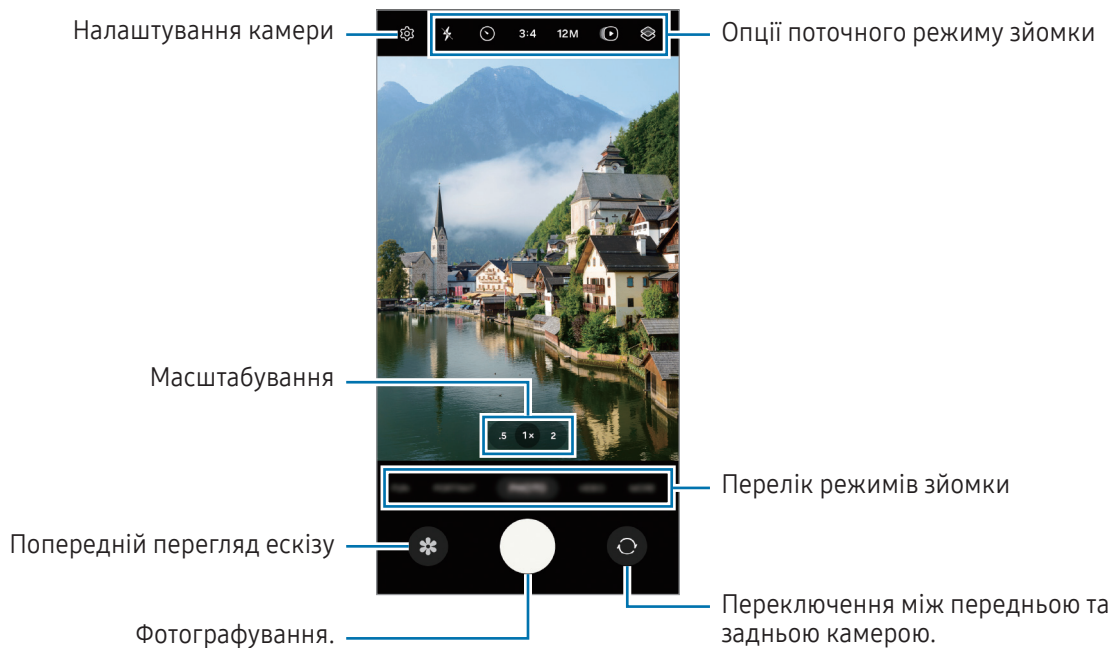 Налаштування камери
3:4 12M
Опції поточного режиму зйомки
Масштабування
.5 1× 2
Перелік режимів зйомки
PHOTO
Попередній перегляд ескізу
Переключення між передньою та
задньою камерою.
Фотографування.